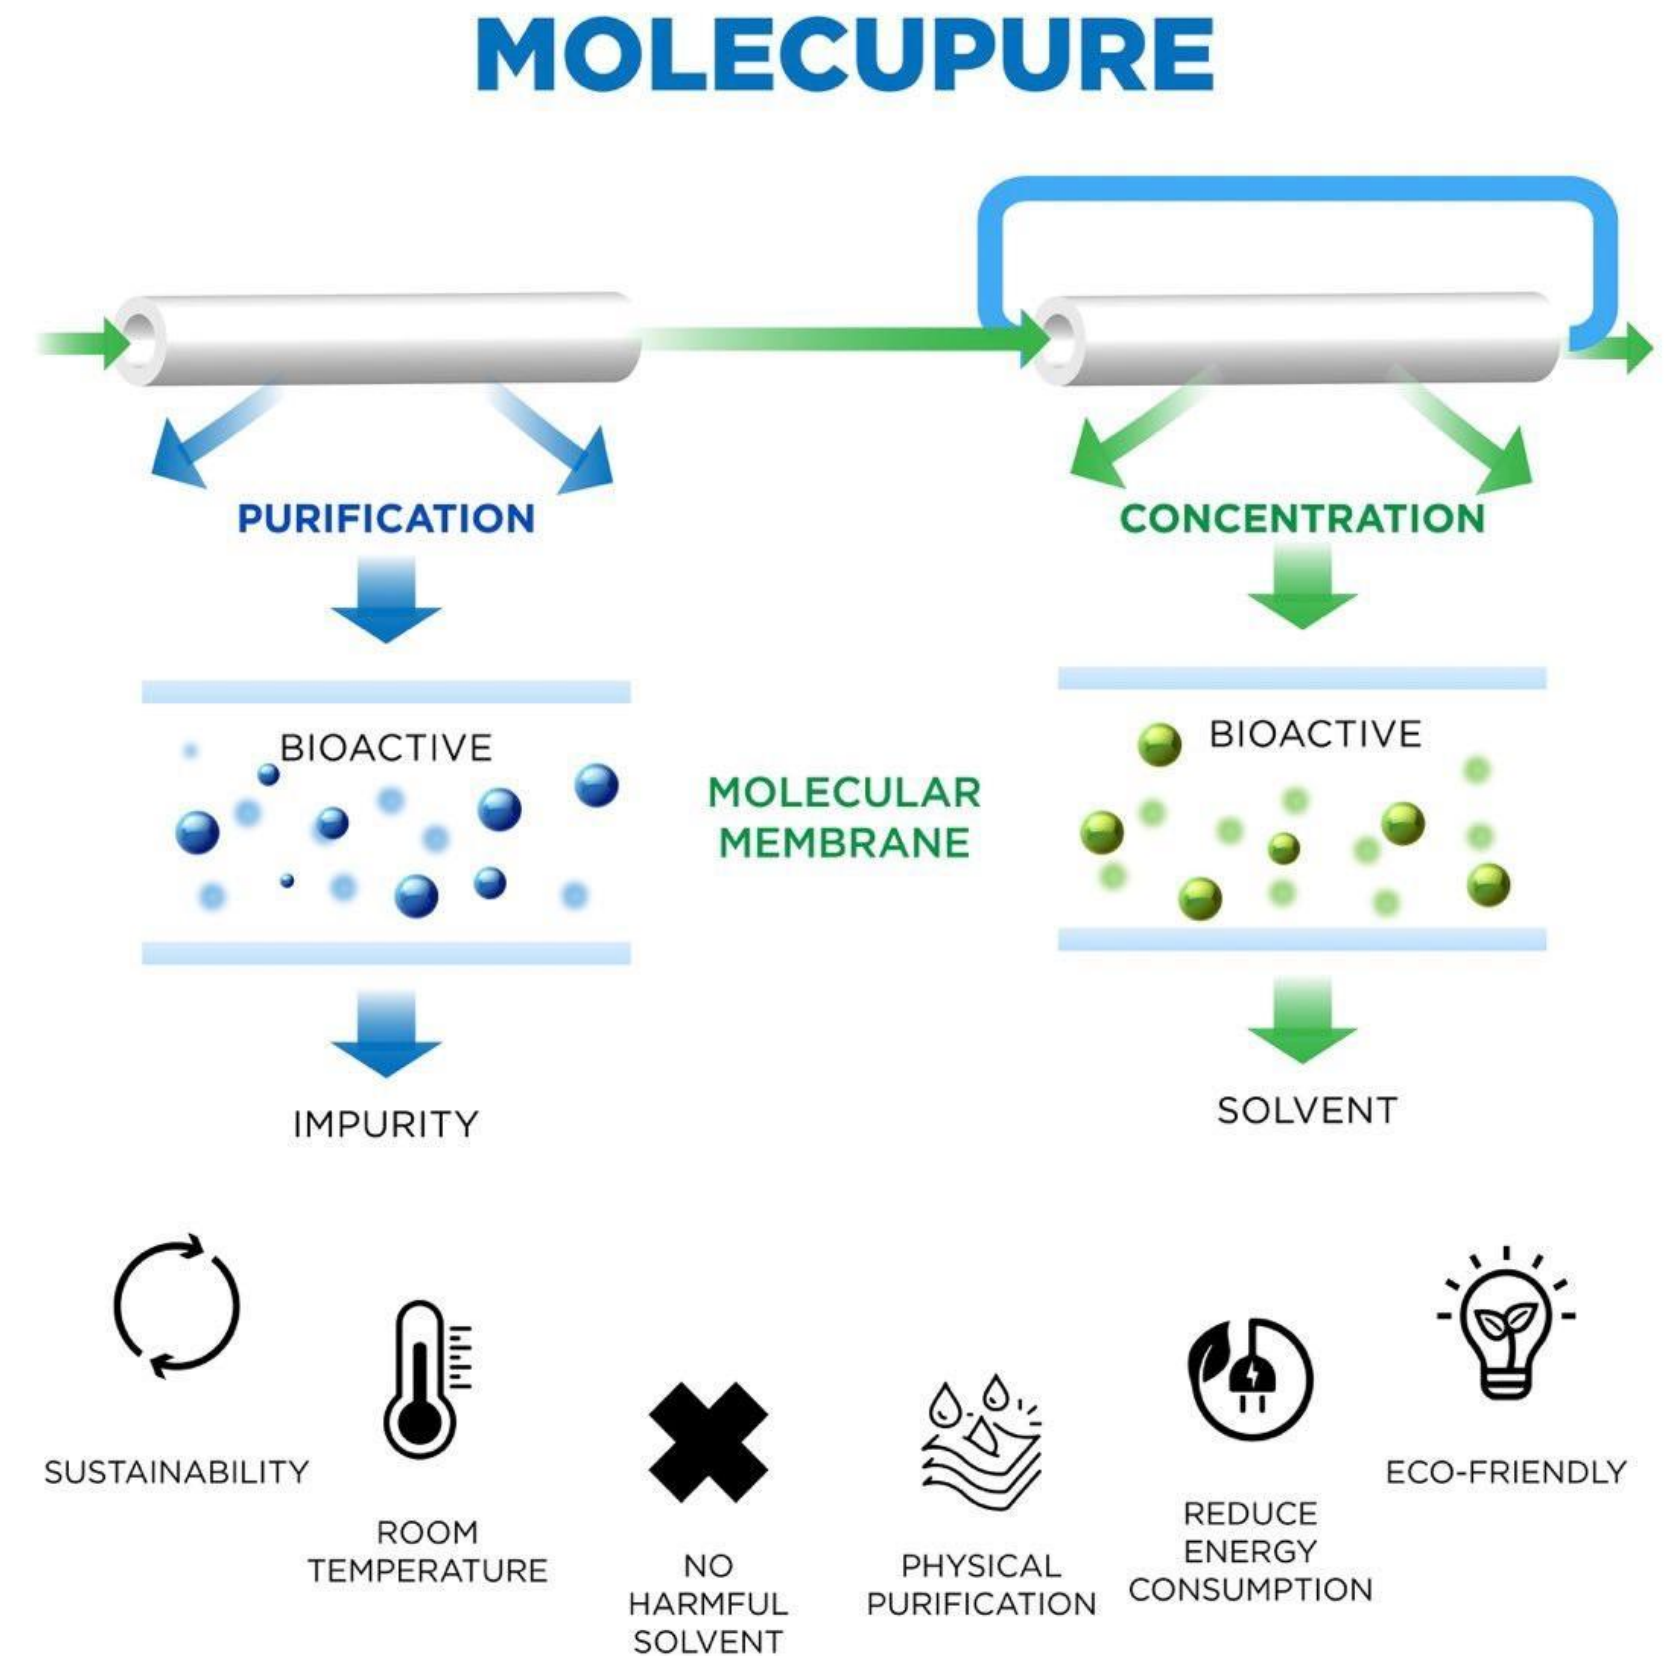 MOLECUPURE
PURIFICATION
CONCENTRATION
BIOACTIVE
BIOACTIVE
MOLECULAR
MEMBRANE
IMPURITY
SOLVENT
SUSTAINABILITY
ROOM
TEMPERATURE
NO
HARMFUL
SOLVENT
PHYSICAL
PURIFICATION
REDUCE
ENERGY
CONSUMPTION
ECO-FRIENDLY